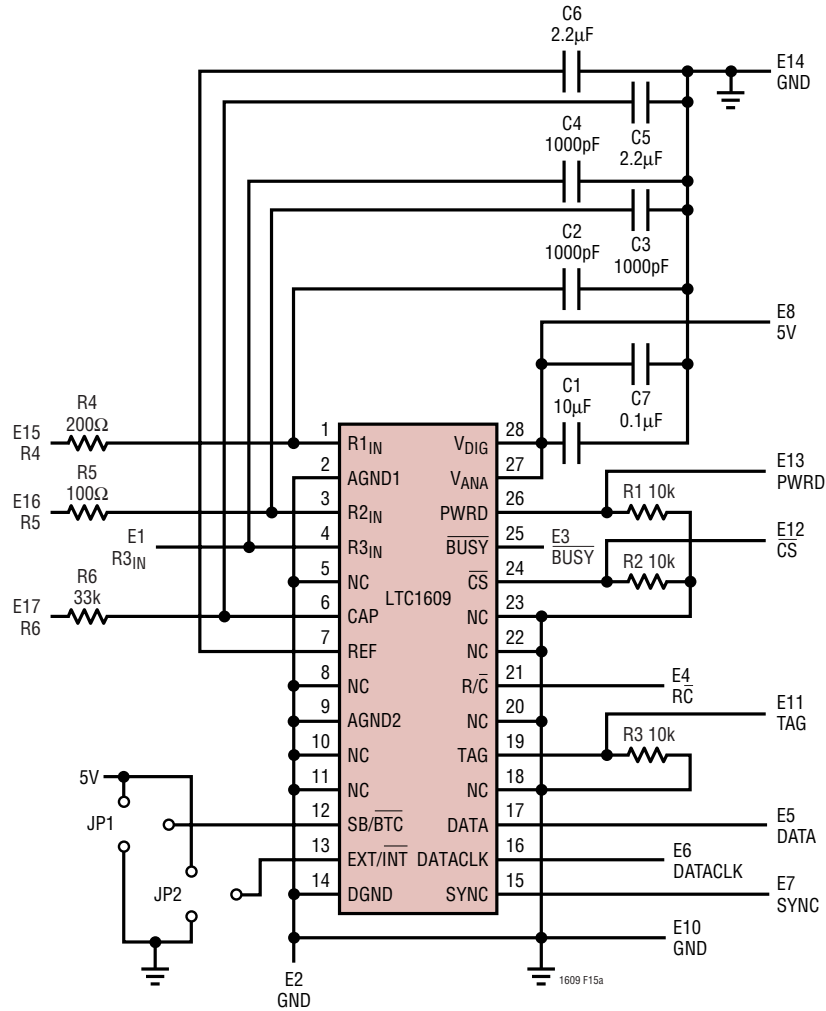 C6
2.2µF
E14
GND
C4
1000pF
C5
2.2µF
C2
1000pF
C3
1000pF
E8
5V
C1
10µF
C7
0.1µF
R4
200Ω
E15
R4
1
R1IN
VDIG
28
2
AGND1
VANA
27
E13
PWRD
R5
100Ω
E16
R5
3
R2IN
PWRD
26
R1 10k
E1
R3IN
4
R3IN
BUSY
25
E3
BUSY
E12
CS
5
NC
CS
24
R2 10k
LTC1609
R6
33k
E17
R6
6
CAP
NC
23
7
REF
NC
22
8
NC
R/C
21
E4
RC
9
AGND2
NC
20
E11
TAG
10
NC
TAG
19
R3 10k
11
NC
NC
18
5V
JP1
12
SB/BTC
DATA
17
E5
DATA
13
EXT/INT
DATACLK
16
E6
DATACLK
JP2
14
DGND
SYNC
15
E7
SYNC
E10
GND
E2
GND
1609 F15a